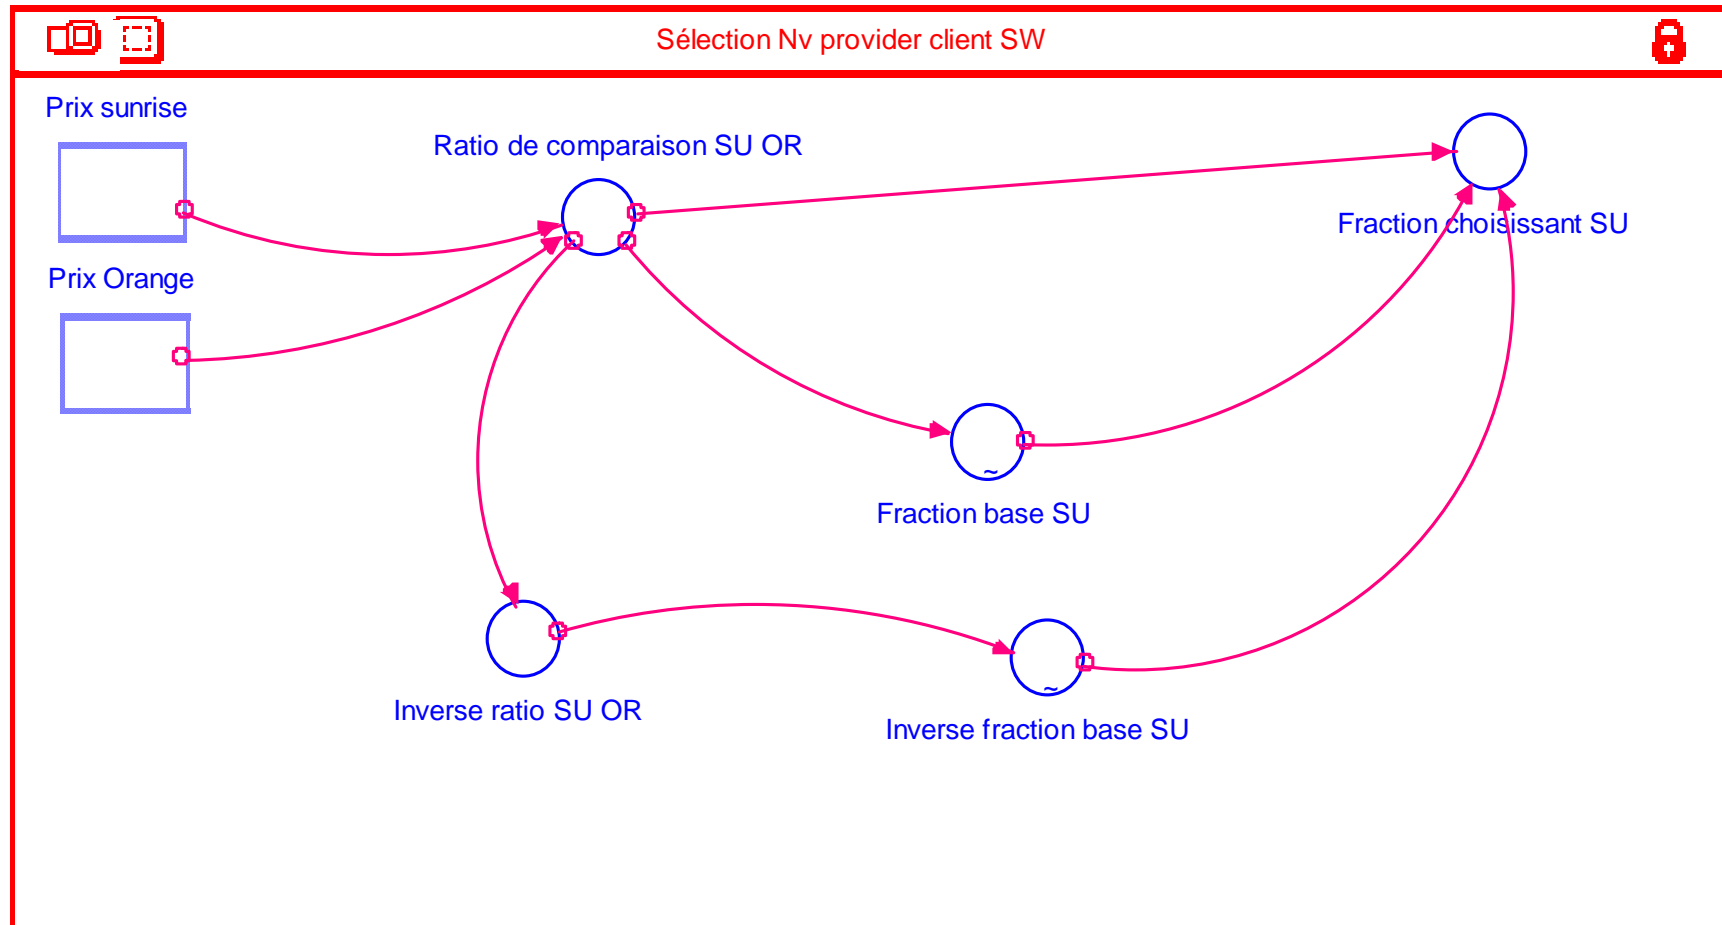 Sélection Nv provider client SW
Prix sunrise
Ratio de comparaison SU OR
Fraction choisissant SU
Prix Orange
~
Fraction base SU
~
Inverse ratio SU OR
Inverse fraction base SU